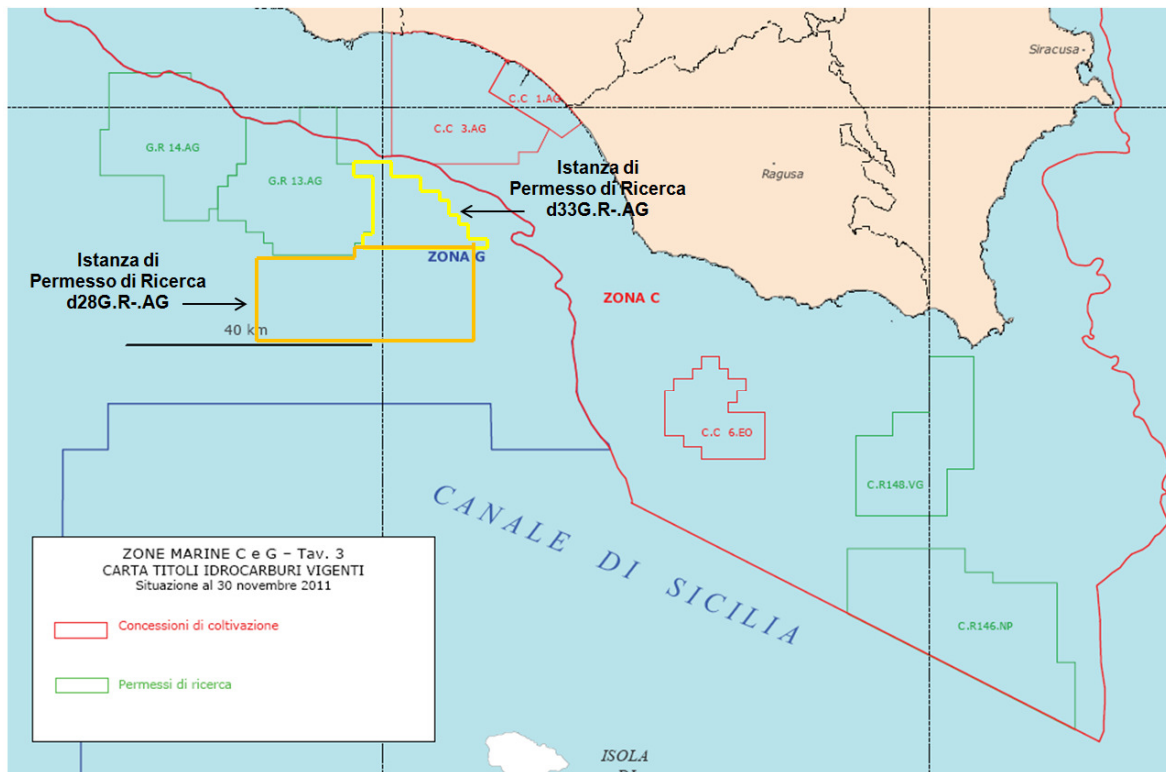 Siracusa
C.C 1.AG
C.C 3.AG
G.R 14.AG
G.R 13.AG
Istanza di
Permesso di Ricerca
d33G.R-.AG
Ragusa
ZONA G
Istanza di
Permesso di Ricerca
d28G.R-.AG
ZONA C
40 km
C.C 6.EO
C.R148.VG
CANALE DI SICILIA
ZONE MARINE C e G – Tav. 3
CARTA TITOLI IDROCARBURI VIGENTI
Situazione al 30 novembre 2011
Concessioni di coltivazione
Permessi di ricerca
C.R146.NP
ISOLA